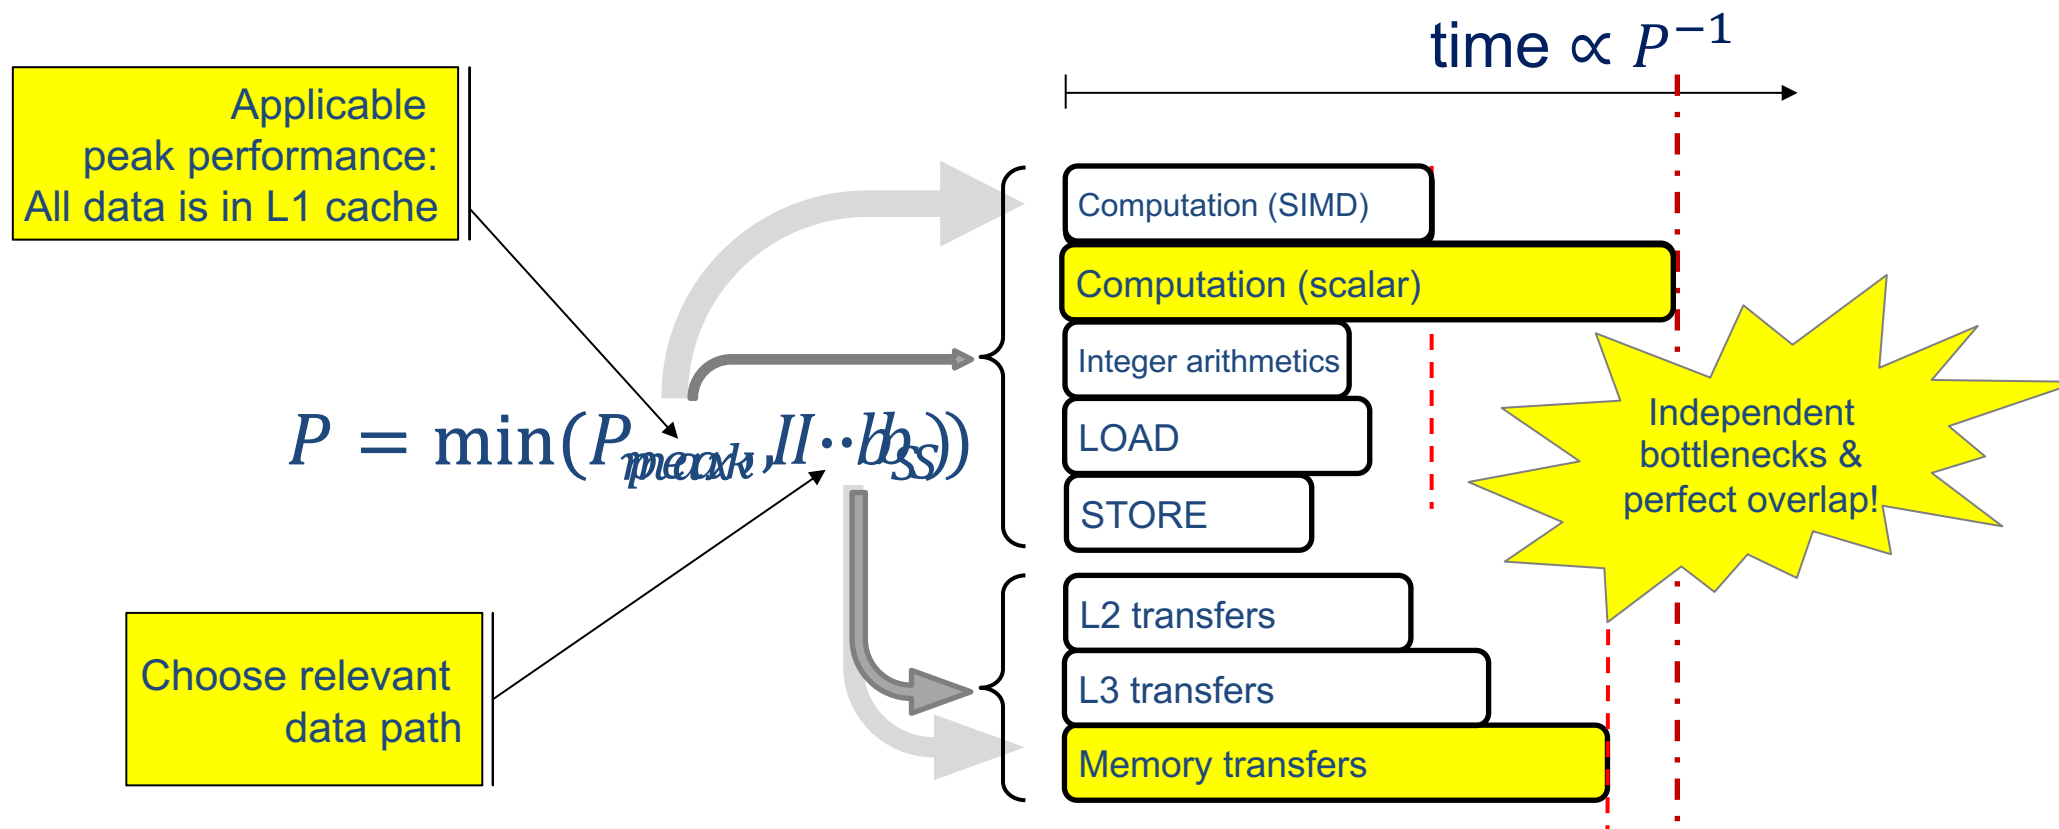 time ∝ P⁻¹
Applicable
peak performance:
All data is in L1 cache
Computation (SIMD)
Computation (scalar)
Integer arithmetics
LOAD
STORE
P = min(P
L2 transfers
L3 transfers
Memory transfers
Independent
bottlenecks &
perfect overlap!
Choose relevant
data path